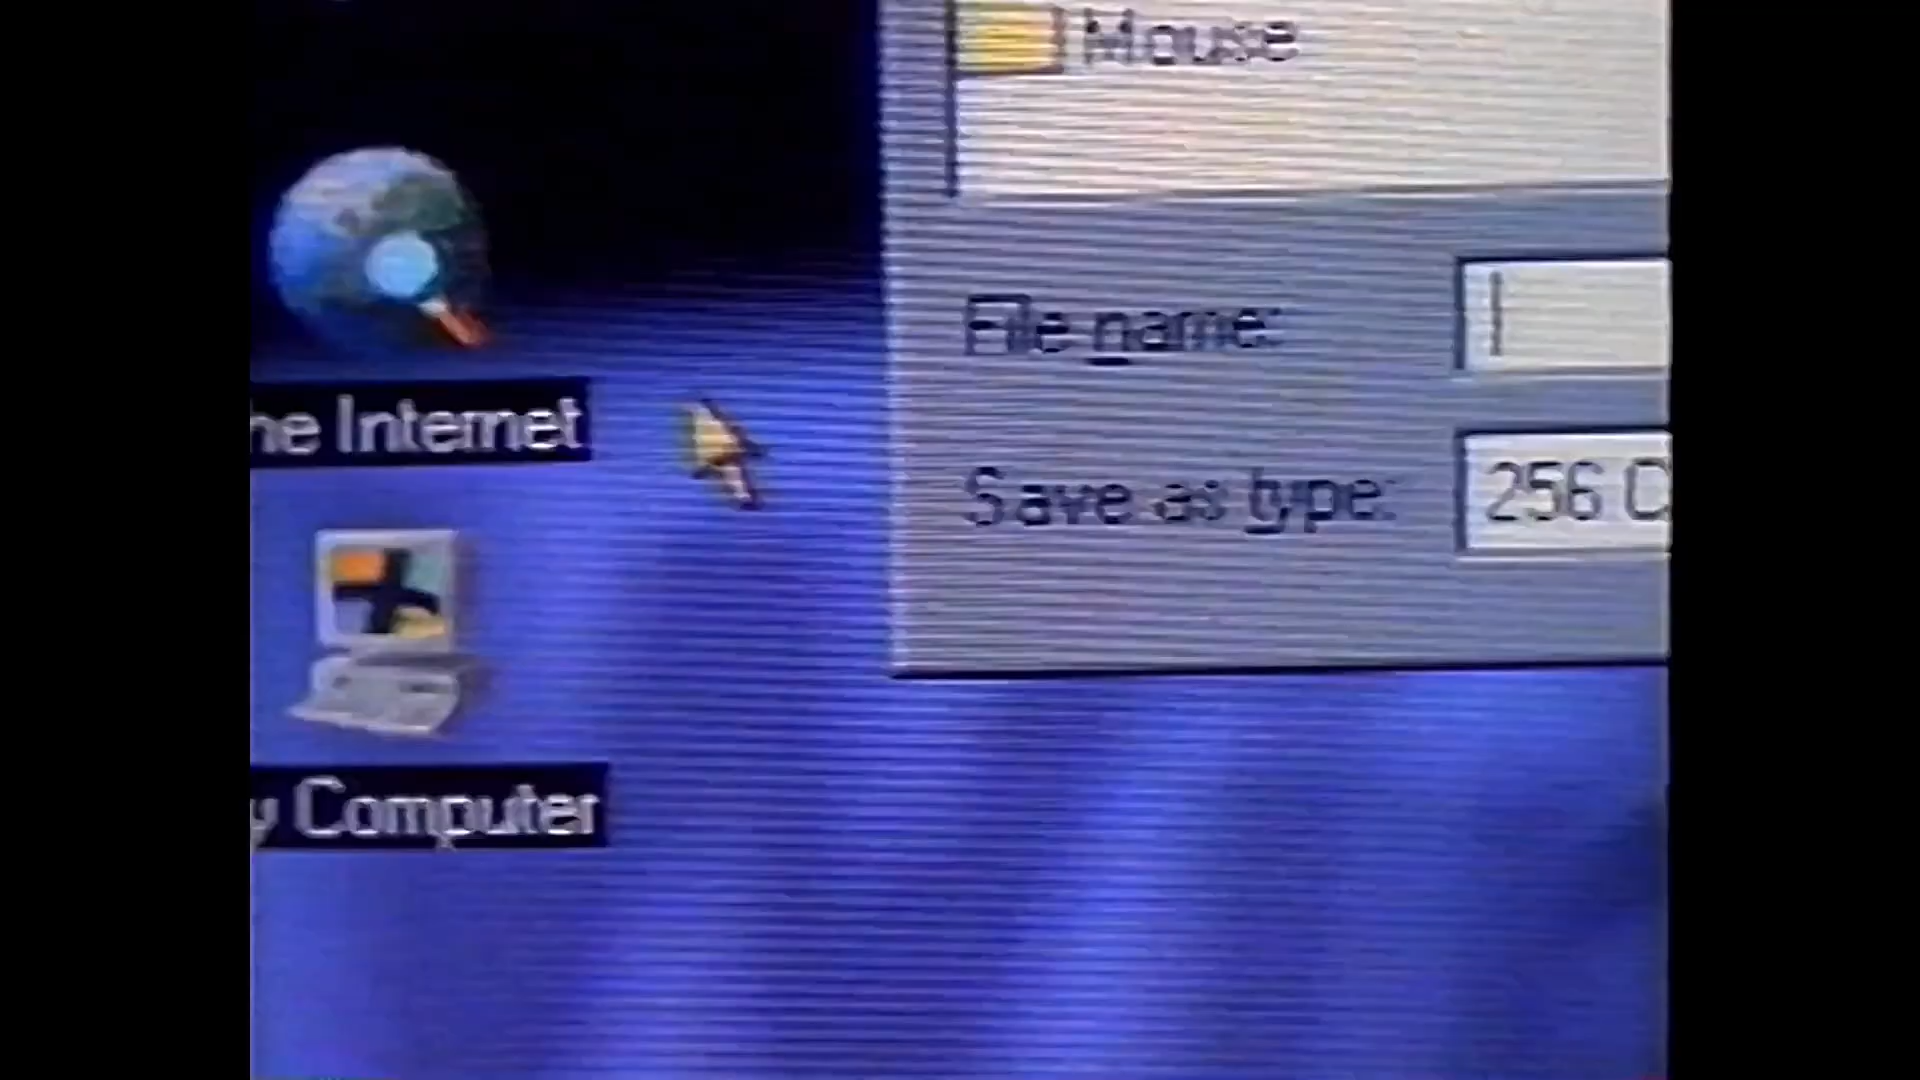 Mouse
File name:
he Internet
Save as type:
256 C
y Computer